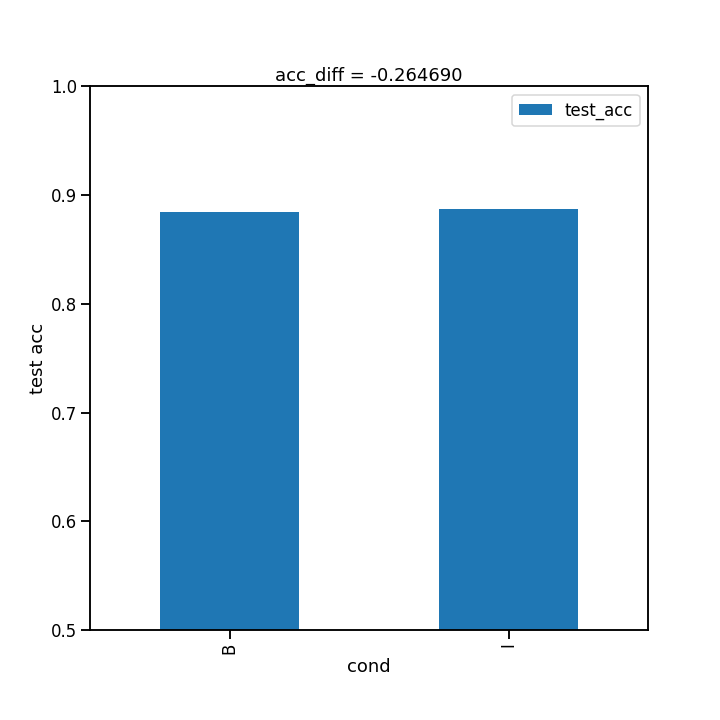 acc_diff = -0.264690
test_acc
1.0
0.9
0.8
0.7
0.6
0.5
test acc
B
I
cond